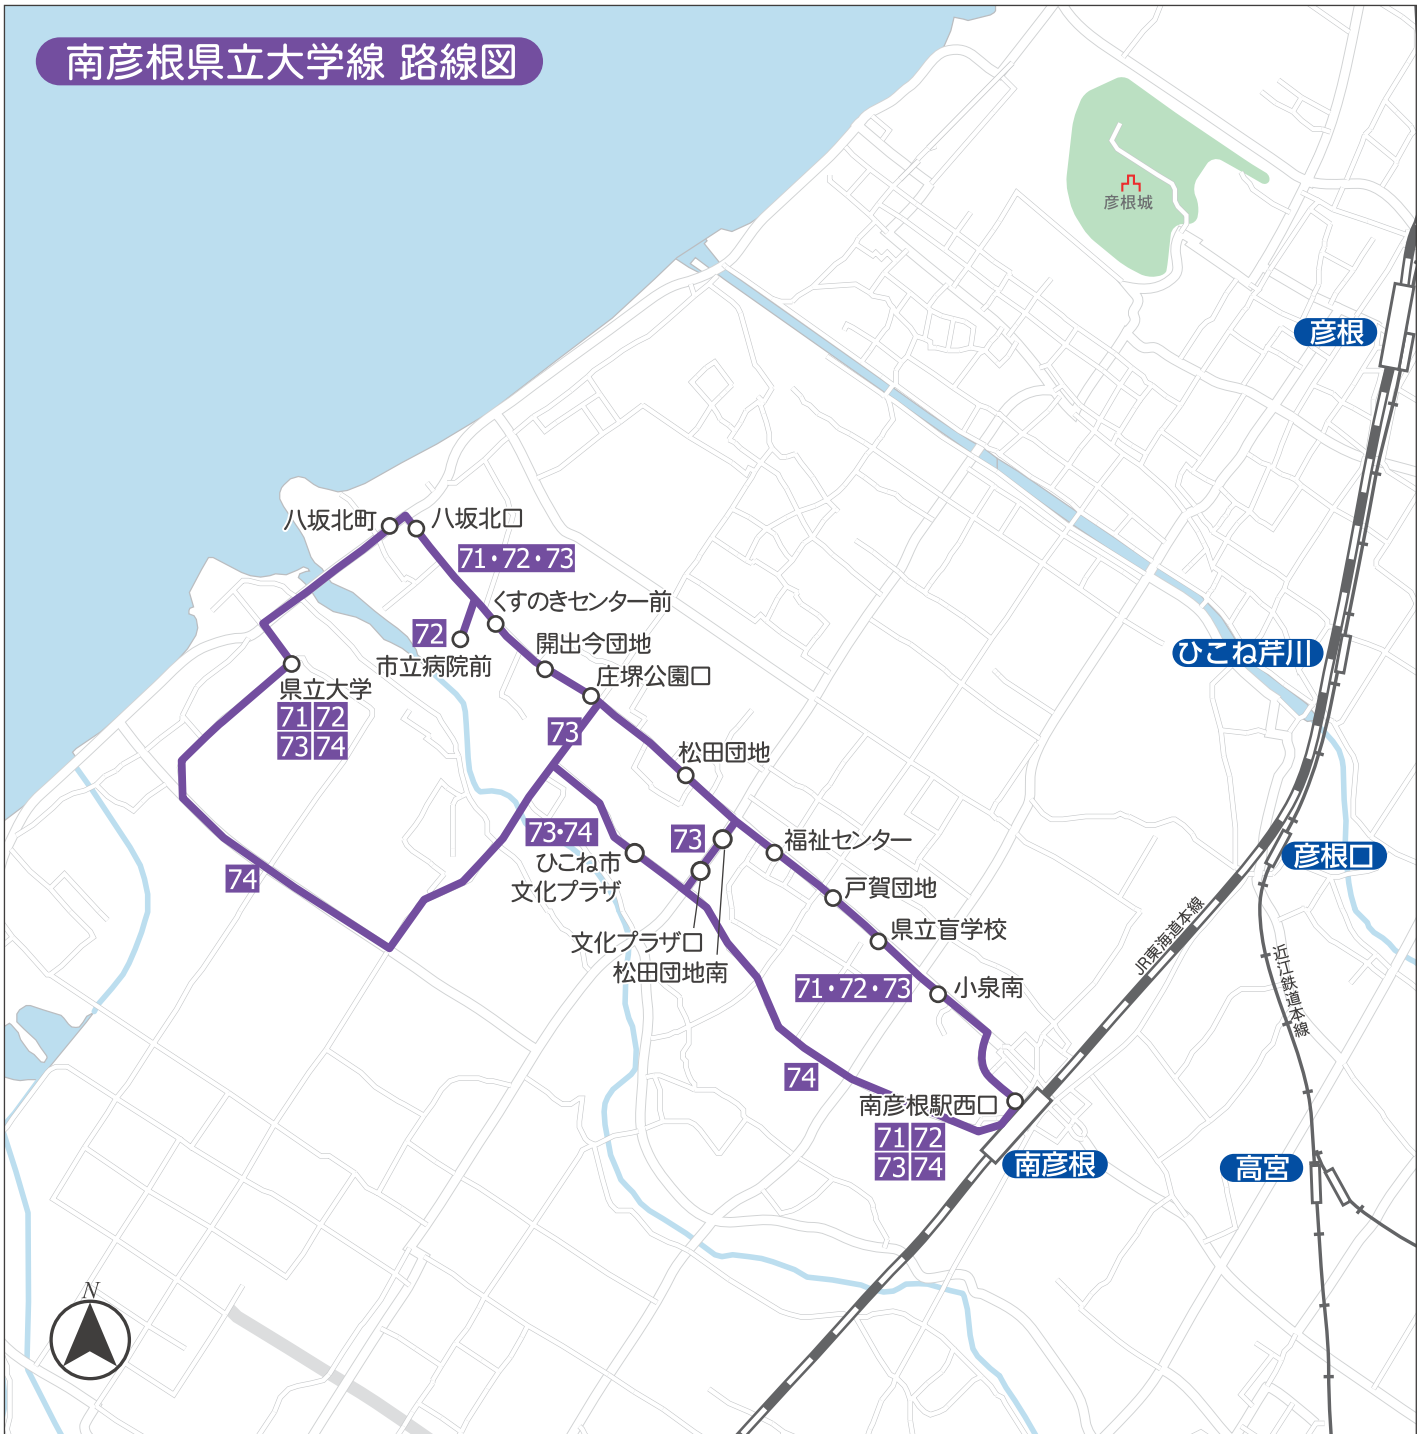 南彦根県立大学線 路線図
彦根城
彦根
八坂北町
八坂北口
71・72・73
くすのきセンター前
72
開出今団地
市立病院前
ひこね芹川
庄堺公園口
県立大学
71 72
73 74
73
松田団地
73・74
73
福祉センター
彦根口
ひこね市
文化プラザ
74
戸賀団地
県立盲学校
文化プラザ口
松田団地南
JR東海道本線
近江鉄道本線
71・72・73
小泉南
74
南彦根駅西口
71 72
73 74
南彦根
高宮
N